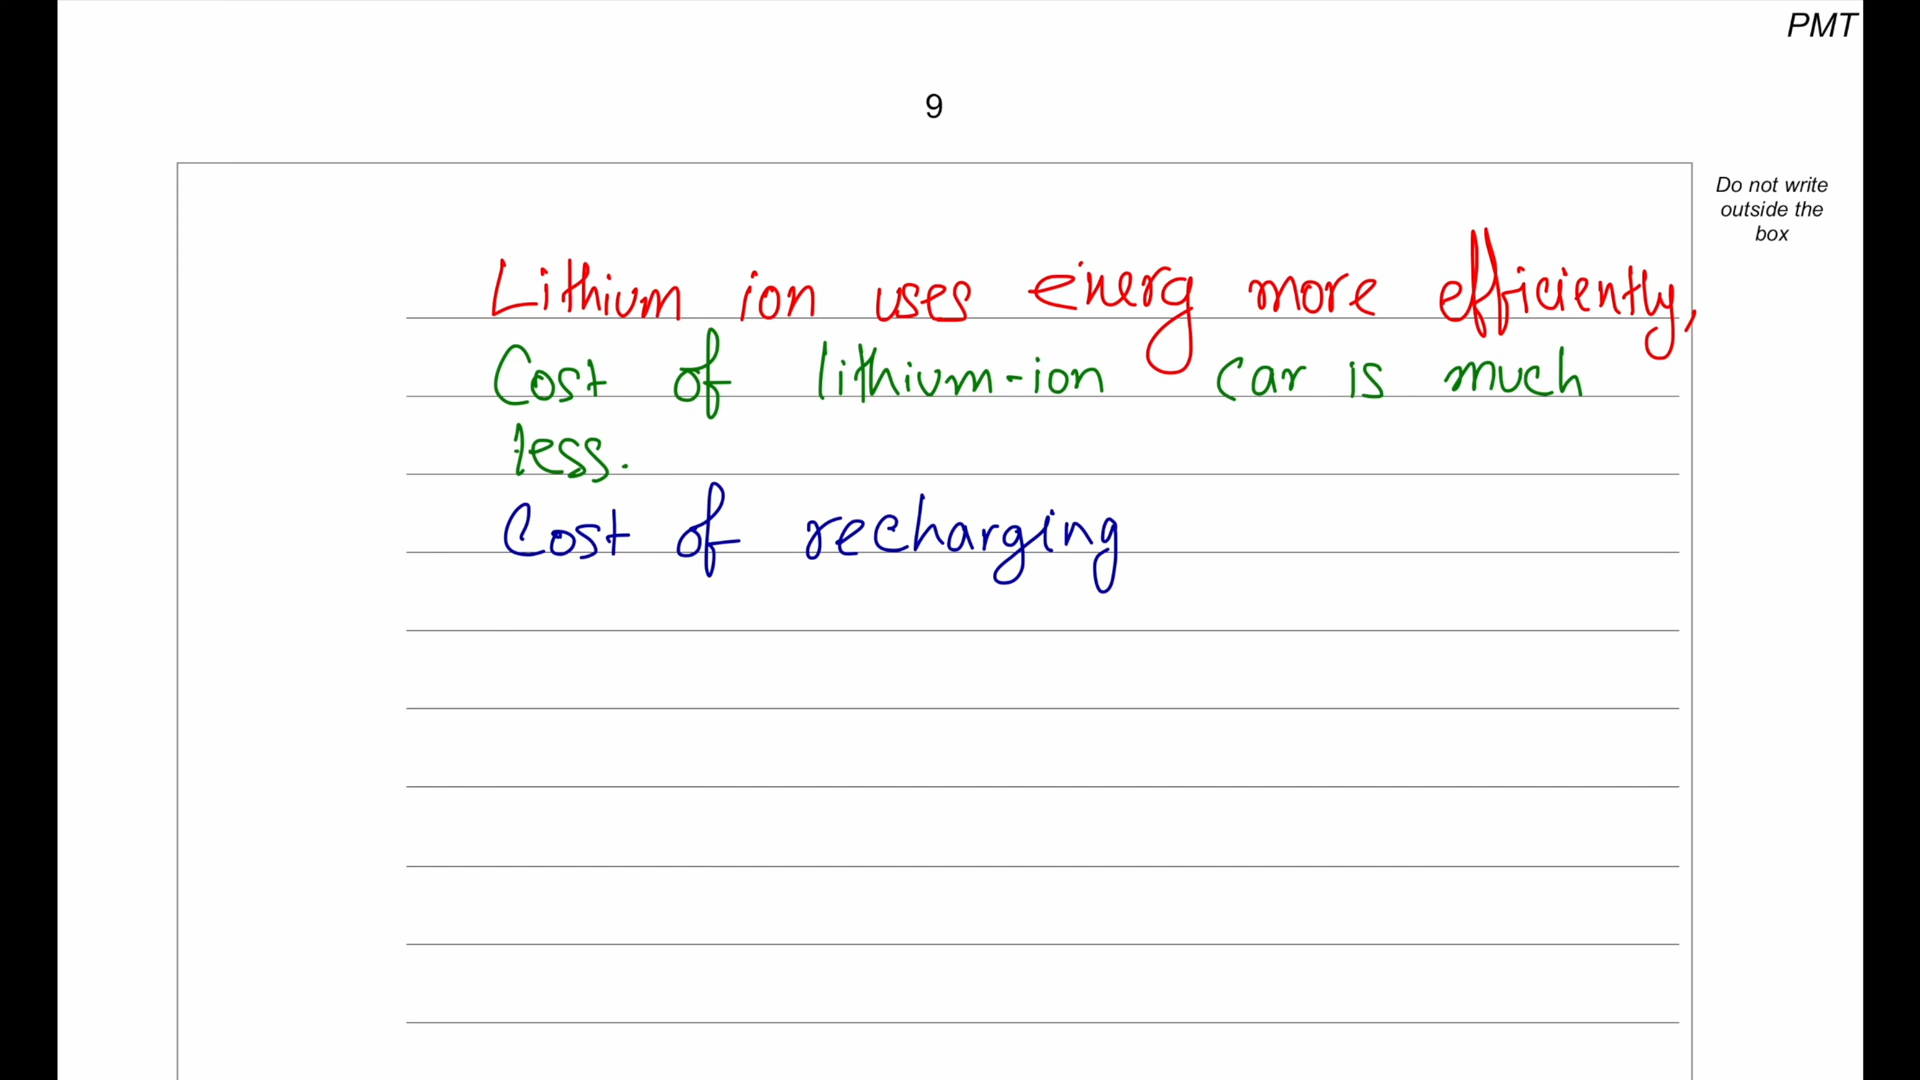 PMT
9
Do not write
outside the
box
Lithium ion uses energ more efficiently,
Cost of lithium-ion car is much
less.
Cost of recharging